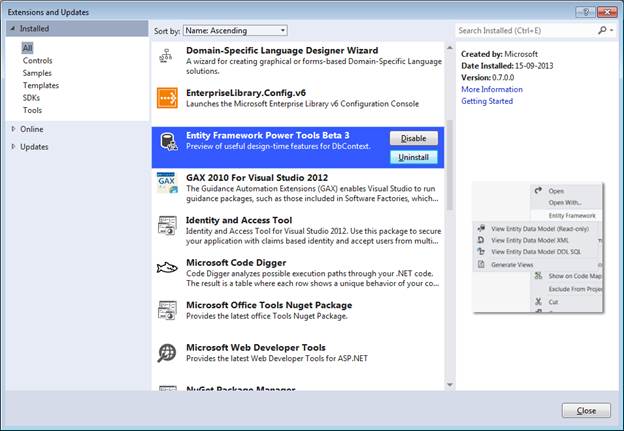 Extensions and Updates
Installed
All
Controls
Samples
Templates
SDKs
Tools
Online
Updates
Sort by: Name: Ascending
Domain-Specific Language Designer Wizard
A wizard for creating graphical or forms-based Domain-Specific Language
solutions.
EnterpriseLibrary.Config.v6
Launches the Microsoft Enterprise Library v6 Configuration Console
Entity Framework Power Tools Beta 3
Preview of useful design-time features for DbContext.
Disable
Uninstall
GAX 2010 For Visual Studio 2012
The Guidance Automation Extensions (GAX) enables Visual Studio to run
guidance packages, such as those included in Software Factories, which...
Identity and Access Tool
Identity and Access Tool for Visual Studio 2012. Use this package to secure
your application with claims based identity and accept users from multi...
Microsoft Code Digger
Code Digger analyzes possible execution paths through your .NET code.
The result is a table where each row shows a unique behavior of your co...
Microsoft Office Tools Nuget Package
Provides the latest office Tools Nuget Package.
Microsoft Web Developer Tools
Provides the latest Web Developer Tools for ASP.NET
NuGet Package Manager
Search Installed (Ctrl+E)
Created by: Microsoft
Date Installed: 15-09-2013
Version: 0.7.0.0
More Information
Getting Started
Open
Open With...
Entity Framework
View Entity Data Model (Read-only)
View Entity Data Model XML
View Entity Data Model DDL SQL
Generate Views
Show on Code Map
Exclude From Projec
Cut
Close